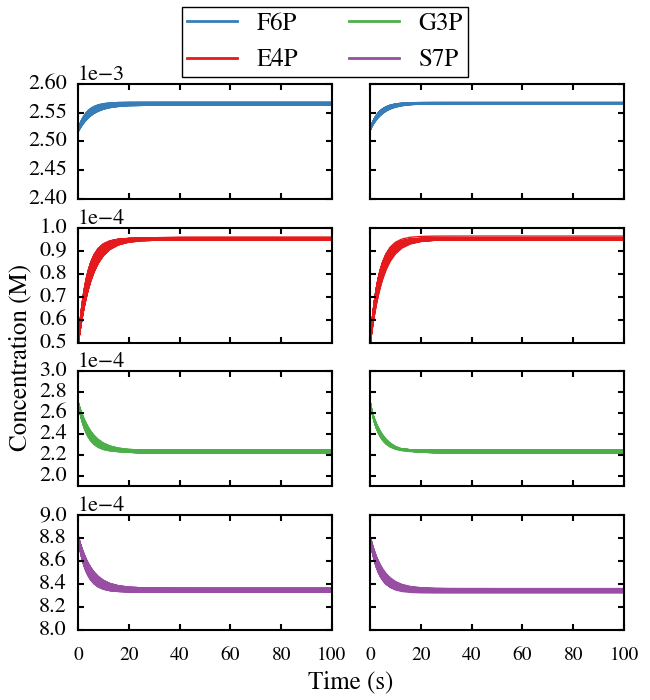 F6P G3P
E4P S7P
1e−3
2.60
2.55
2.50
2.45
2.40
1e−4
1.0
0.9
0.8
0.7
0.6
0.5
1e−4
3.0
2.8
2.6
2.4
2.2
2.0
1e−4
9.0
8.8
8.6
8.4
8.2
8.0
0 20 40 60 80 100 0 20 40 60 80 100
Concentration (M)
Time (s)